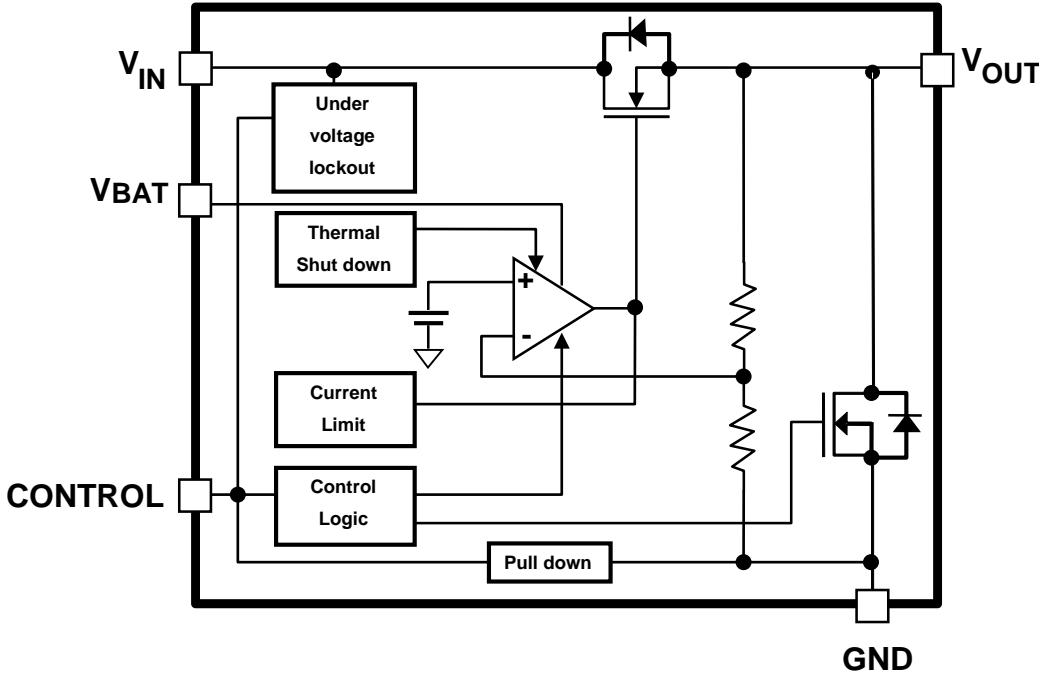 VIN
VOUT
Under
voltage
lockout
VBAT
Thermal
Shut down
+
-
Current
Limit
CONTROL
Control
Logic
Pull down
GND